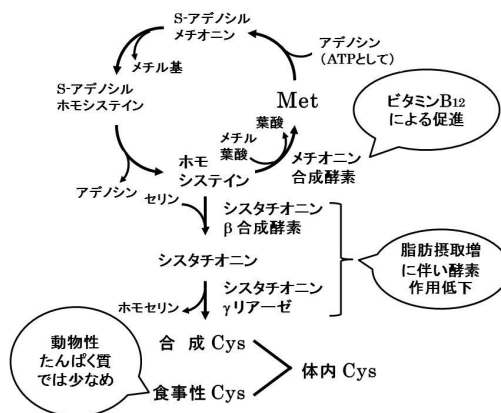 S-アデノシル
メチオニン
アデノシン
(ATPとして)
メチル基
S-アデノシル
ホモシステイン
Met
葉酸
メチル
葉酸
ビタミンB12
による促進
メチオニン
合成酵素
ホモ
システイン
アデノシン
セリン
シスタチオニン
β合成酵素
シスタチオニン
脂肪摂取増
に伴い酵素
作用低下
ホモセリン
シスタチオニン
γリアーゼ
動物性
たんぱく質
では少なめ
合 成 Cys
体内 Cys
食事性 Cys